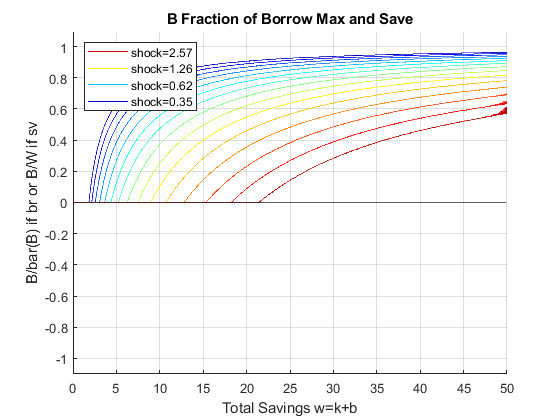 B Fraction of Borrow Max and Save
1
0.8
0.6
0.4
0.2
0
-0.2
-0.4
-0.6
-0.8
-1
B/bar(B) if br or B/W if sv
shock=2.57
shock=1.26
shock=0.62
shock=0.35
0 5 10 15 20 25 30 35 40 45 50
Total Savings w=k+b